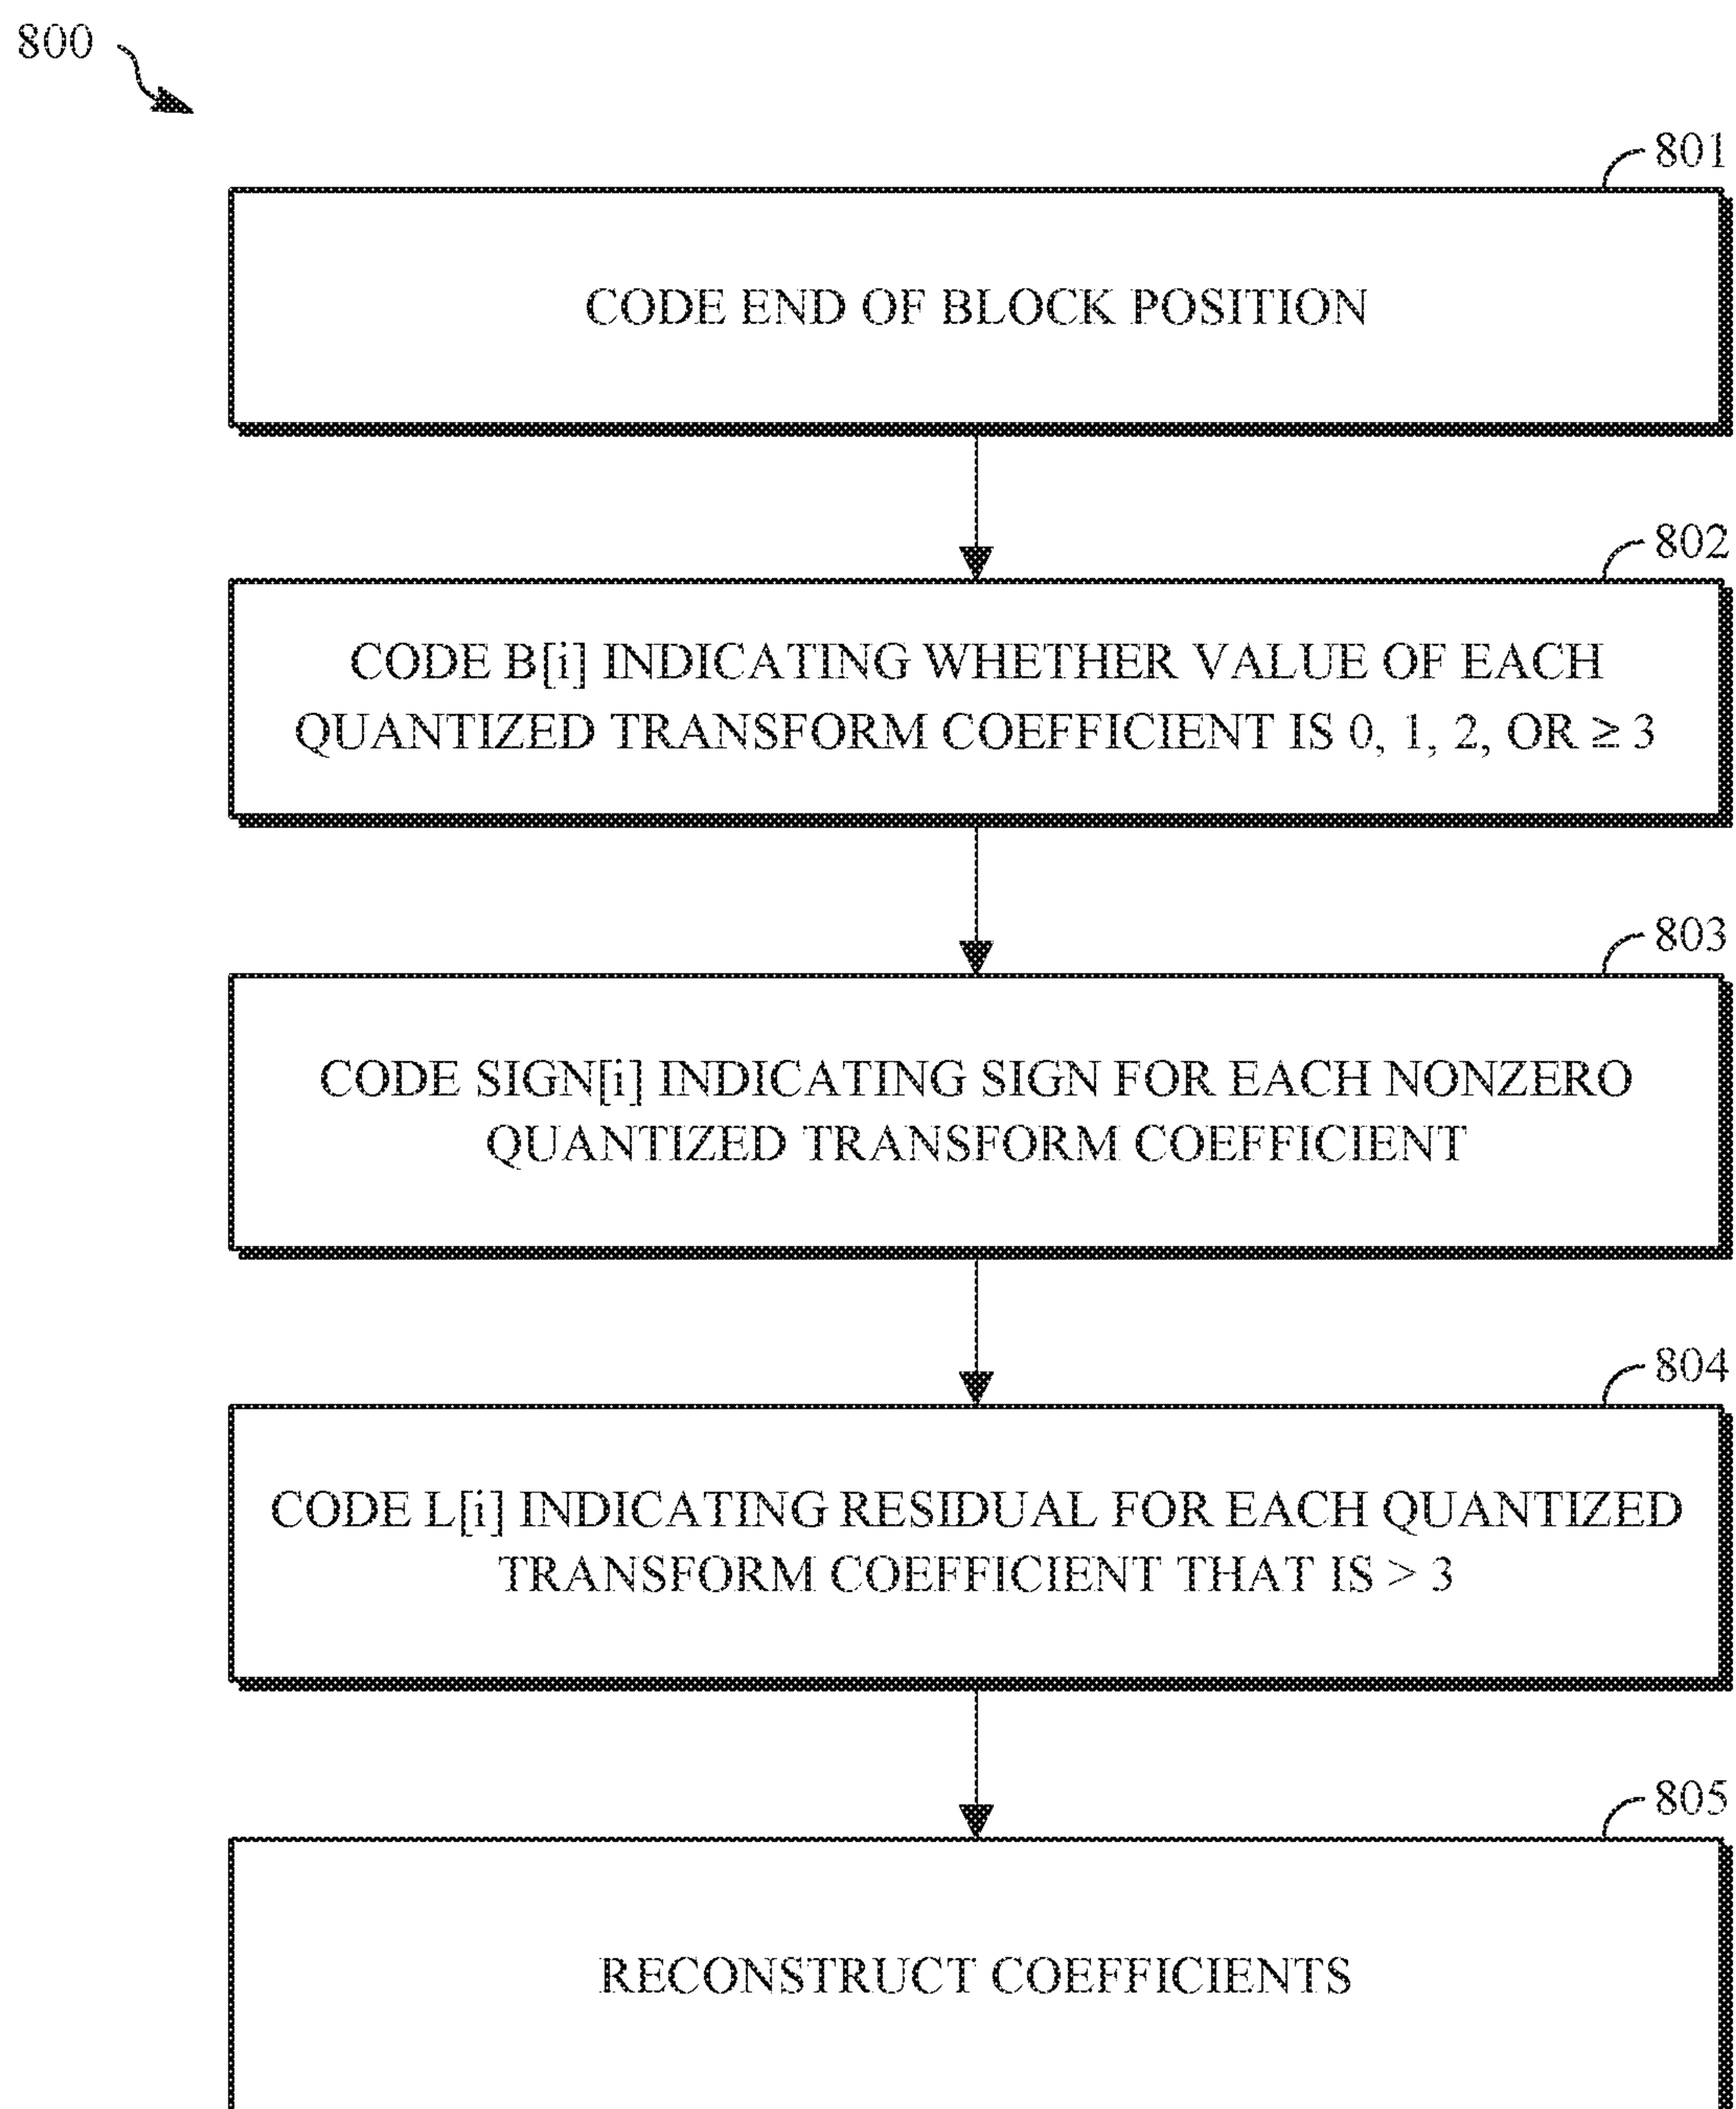 800
801
CODE END OF BLOCK POSITION
802
CODE B[i] INDICATING WHETHER VALUE OF EACH
QUANTIZED TRANSFORM COEFFICIENT IS 0, 1, 2, OR ≥ 3
803
CODE SIGN[i] INDICATING SIGN FOR EACH NONZERO
QUANTIZED TRANSFORM COEFFICIENT
804
CODE L[i] INDICATING RESIDUAL FOR EACH QUANTIZED
TRANSFORM COEFFICIENT THAT IS > 3
805
RECONSTRUCT COEFFICIENTS